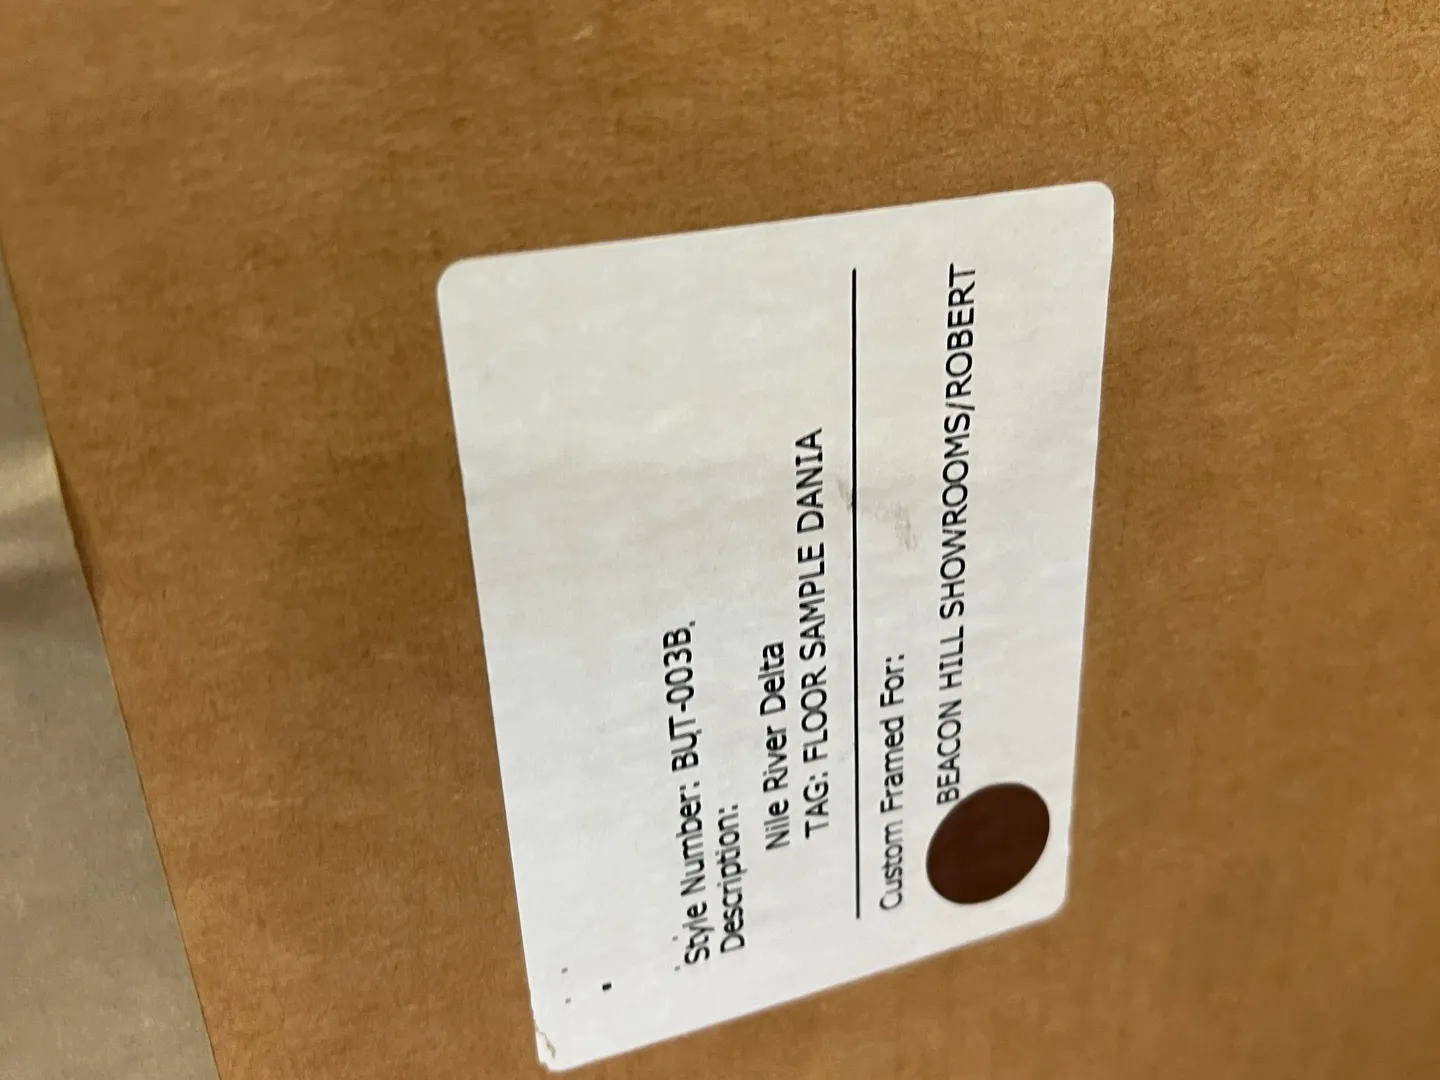 Style Number: BUT-003B.
Description:
Nile River Delta
TAG: FLOOR SAMPLE DANIA
Custom Framed For:
BEACON HILL SHOWROOMS/ROBERT